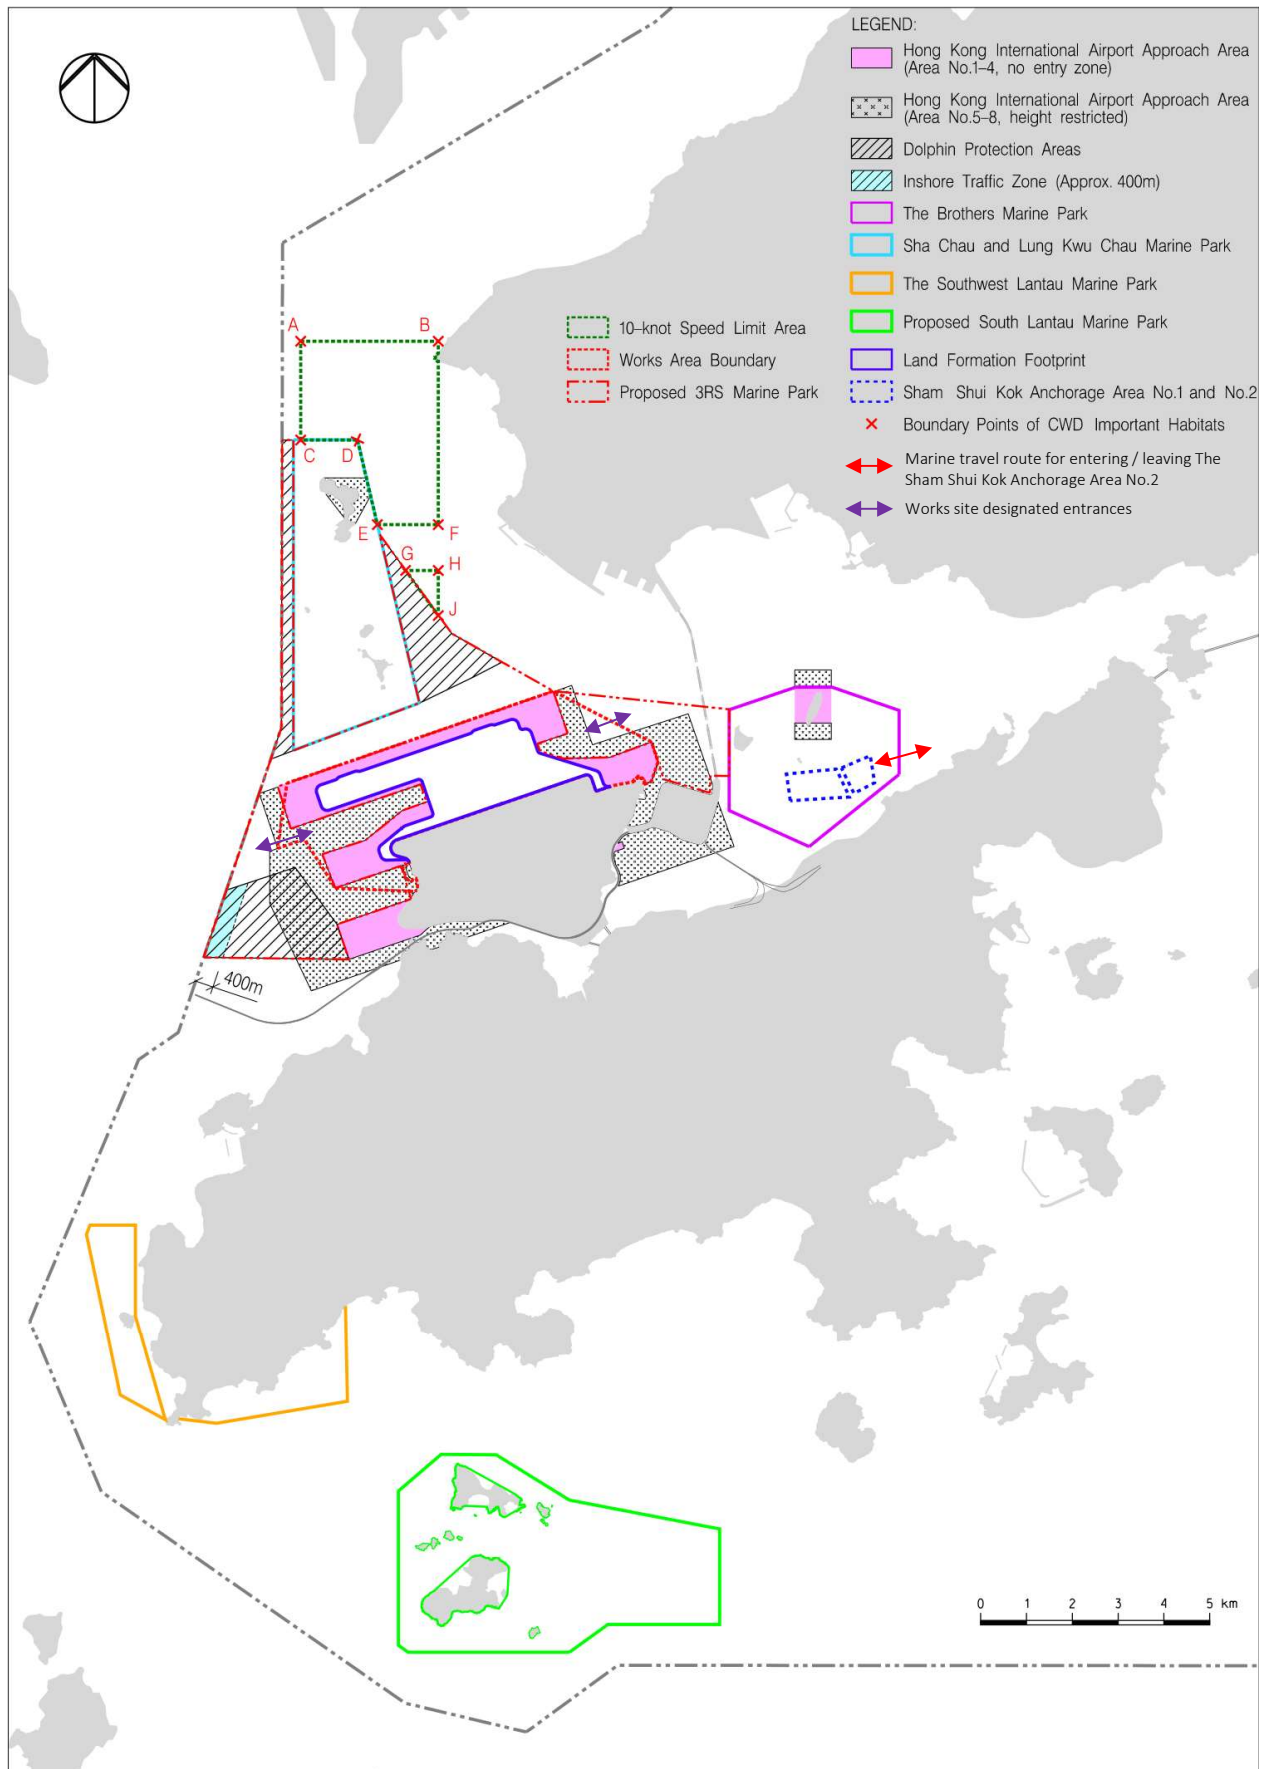 LEGEND:
Hong Kong International Airport Approach Area
(Area No.1–4, no entry zone)
Hong Kong International Airport Approach Area
(Area No.5–8, height restricted)
Dolphin Protection Areas
Inshore Traffic Zone (Approx. 400m)
The Brothers Marine Park
Sha Chau and Lung Kwu Chau Marine Park
The Southwest Lantau Marine Park
Proposed South Lantau Marine Park
Land Formation Footprint
Sham Shui Kok Anchorage Area No.1 and No.2
Boundary Points of CWD Important Habitats
Marine travel route for entering / leaving The
Sham Shui Kok Anchorage Area No.2
Works site designated entrances
10–knot Speed Limit Area
Works Area Boundary
Proposed 3RS Marine Park
A
B
C
D
E
F
G
H
J
400m
0 1 2 3 4 5 km